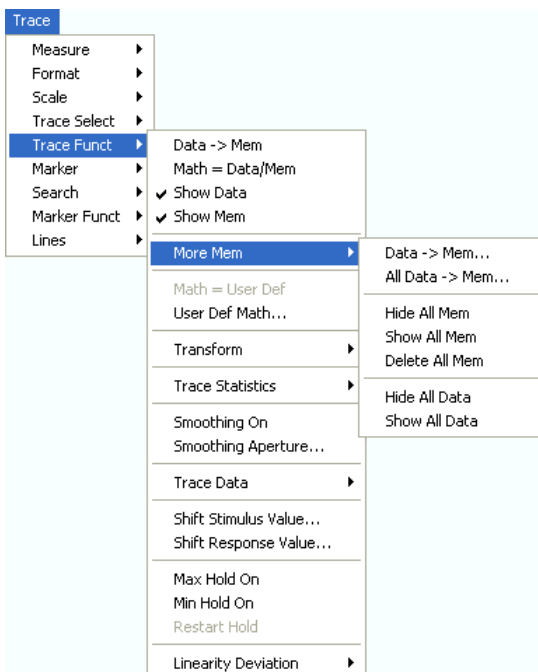 Trace
Measure
Format
Scale
Trace Select
Trace Funct
Marker
Search
Marker Funct
Lines
Data -> Mem
Math = Data/Mem
Show Data
Show Mem
More Mem
Math = User Def
User Def Math...
Transform
Trace Statistics
Smoothing On
Smoothing Aperture...
Trace Data
Shift Stimulus Value...
Shift Response Value...
Max Hold On
Min Hold On
Restart Hold
Linearity Deviation
Data -> Mem...
All Data -> Mem...
Hide All Mem
Show All Mem
Delete All Mem
Hide All Data
Show All Data